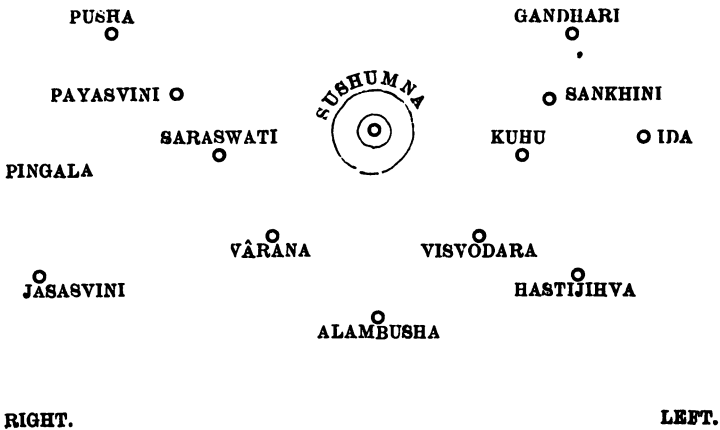 PUSHA
GANDHARI
SUSHUMNA
PAYASVINI
SANKHINI
SARASWATI
KUHU
IDA
PINGALA
VÂRANA
VISVODARA
JASASVINI
HASTIJIHVA
ALAMBUSHA
RIGHT.
LEFT.